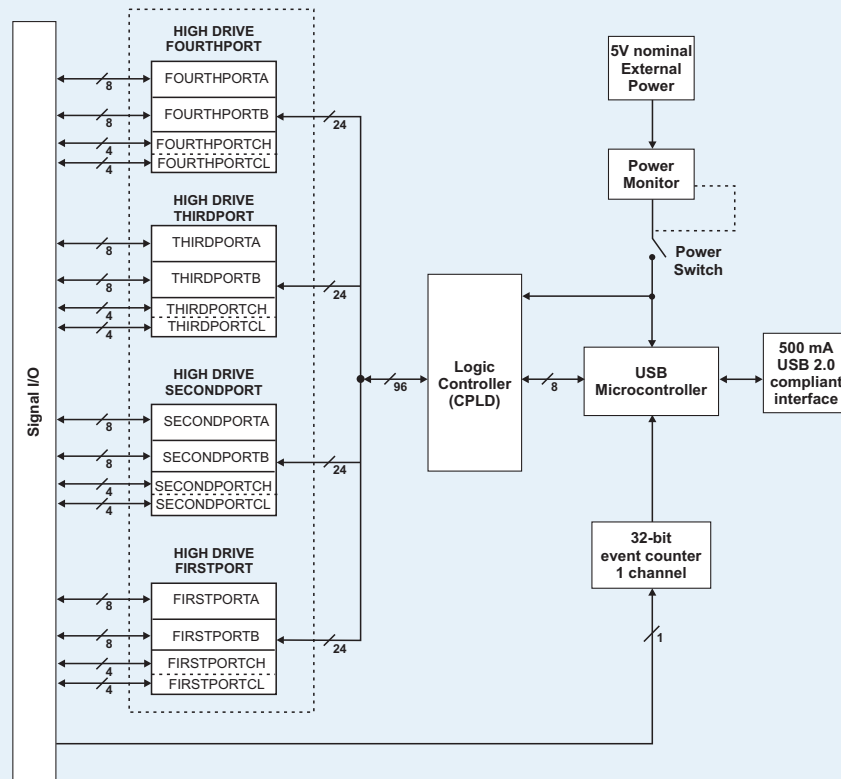 Signal I/O
HIGH DRIVE
FOURTHPORT
FOURTHPORTA
FOURTHPORTB
FOURTHPORTCH
FOURTHPORTCL
8
8
4
4
24
HIGH DRIVE
THIRDPORT
THIRDPORTA
THIRDPORTB
THIRDPORTCH
THIRDPORTCL
8
8
4
4
24
HIGH DRIVE
SECONDPORT
SECONDPORTA
SECONDPORTB
SECONDPORTCH
SECONDPORTCL
8
8
4
4
24
HIGH DRIVE
FIRSTPORT
FIRSTPORTA
FIRSTPORTB
FIRSTPORTCH
FIRSTPORTCL
8
8
4
4
24
96
Logic
Controller
(CPLD)
8
5V nominal
External
Power
Power
Monitor
Power
Switch
USB
Microcontroller
500 mA
USB 2.0
compliant
interface
32-bit
event counter
1 channel
1